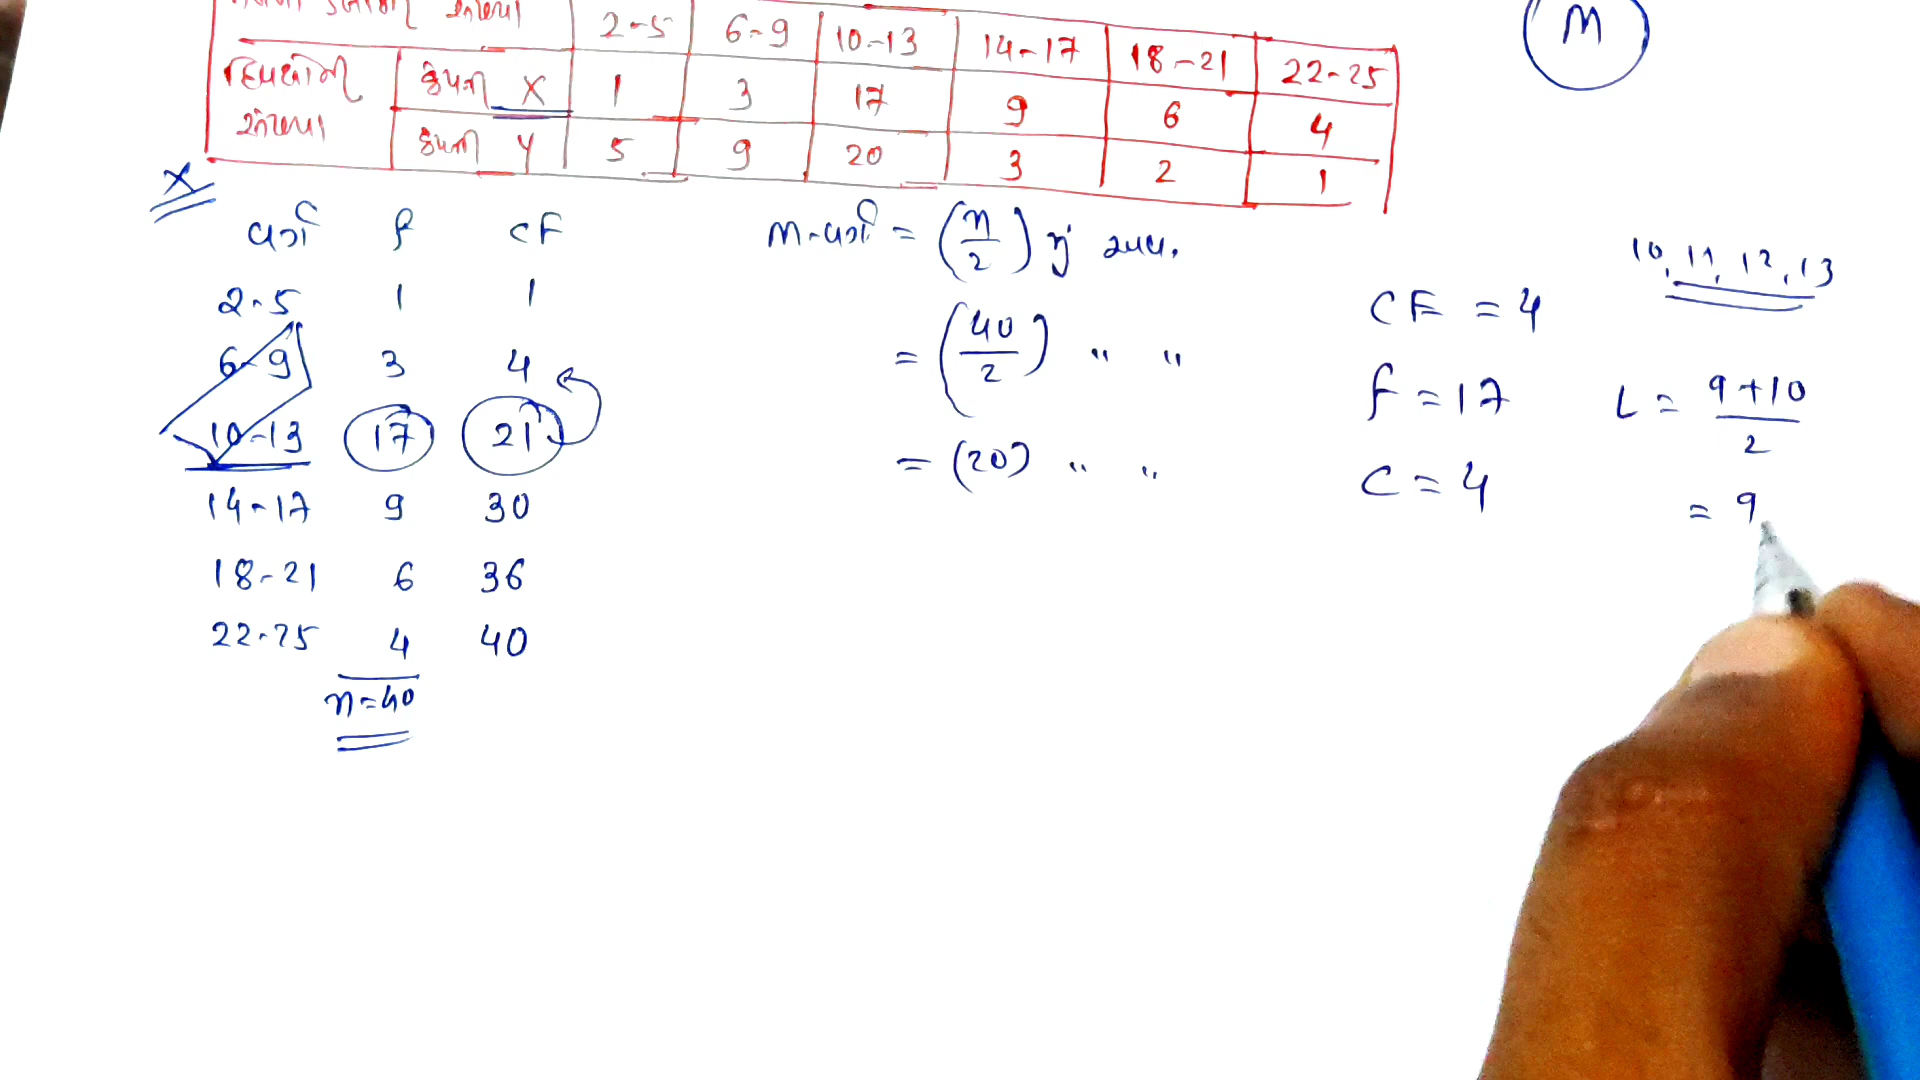 સંખ્યા 2-5 6-9 10-13 14-17 18-21 22-25
કંપની X 1 3 17 9 6 4
સંખ્યા કંપની Y 5 9 20 3 2 1
M
X
વર્ગ f CF
2-5 1 1
6-9 3 4
10-13 17 21
14-17 9 30
18-21 6 36
22-25 4 40
n=40
M-વર્ગ = (n/2) મું અવ.
= (40/2) " "
= (20) " "
CF = 4
f = 17
C = 4
10, 11, 12, 13
L = 9+10/2
= 9